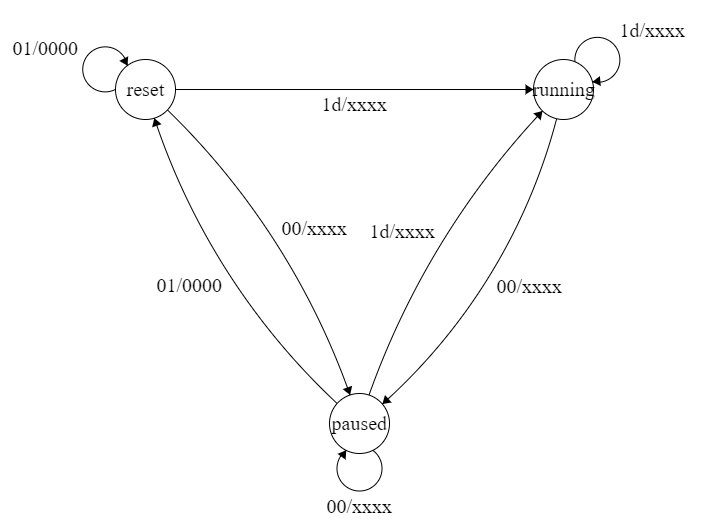 1d/xxxx
01/0000
reset
running
1d/xxxx
00/xxxx
1d/xxxx
01/0000
00/xxxx
paused
00/xxxx